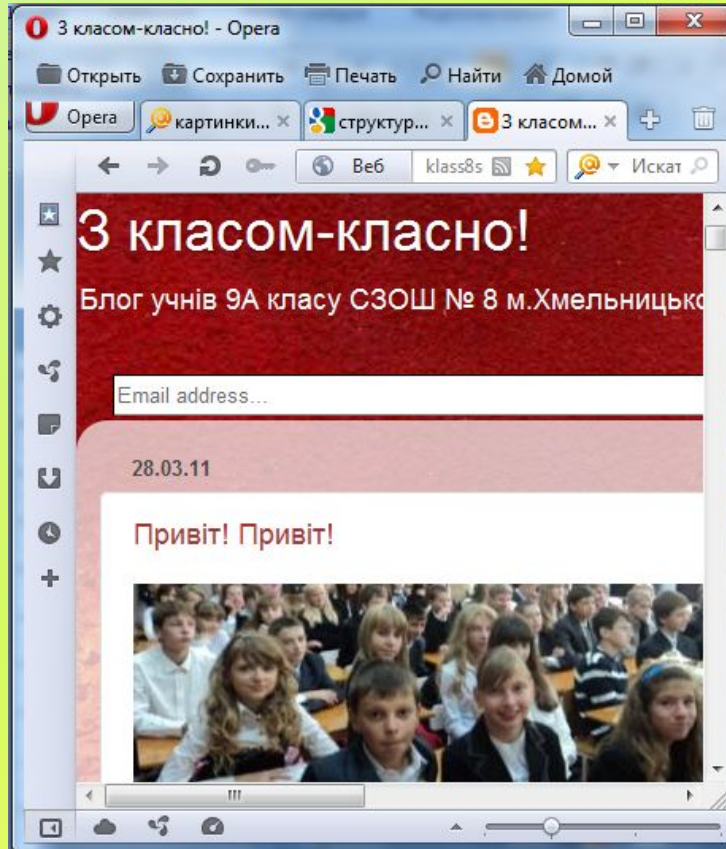 З класом-класно! - Opera
Открыть Сохранить Печать Найти Домой
Opera картинки... структур... З класом...
Веб klass8s Искат
З класом-класно!
Блог учнів 9А класу СЗОШ № 8 м.Хмельницько
Email address...
28.03.11
Привіт! Привіт!